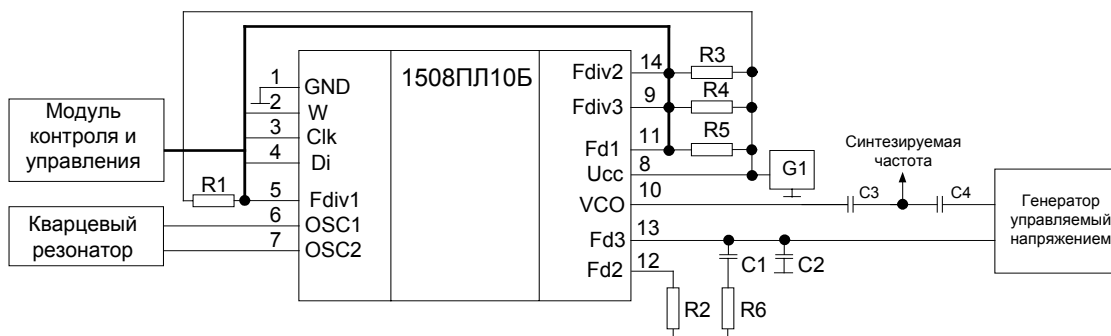 1508ПЛ10Б
Модуль
контроля и
управления
Кварцевый
резонатор
R1
1
GND
2
W
3
Clk
4
Di
5
Fdiv1
6
OSC1
7
OSC2
Fdiv2
14
R3
Fdiv3
9
R4
Fd1
11
R5
Ucc
8
G1
VCO
10
Fd3
13
Fd2
12
R2
R6
C1
C2
Синтезируемая
частота
C3
C4
Генератор
управляемый
напряжением